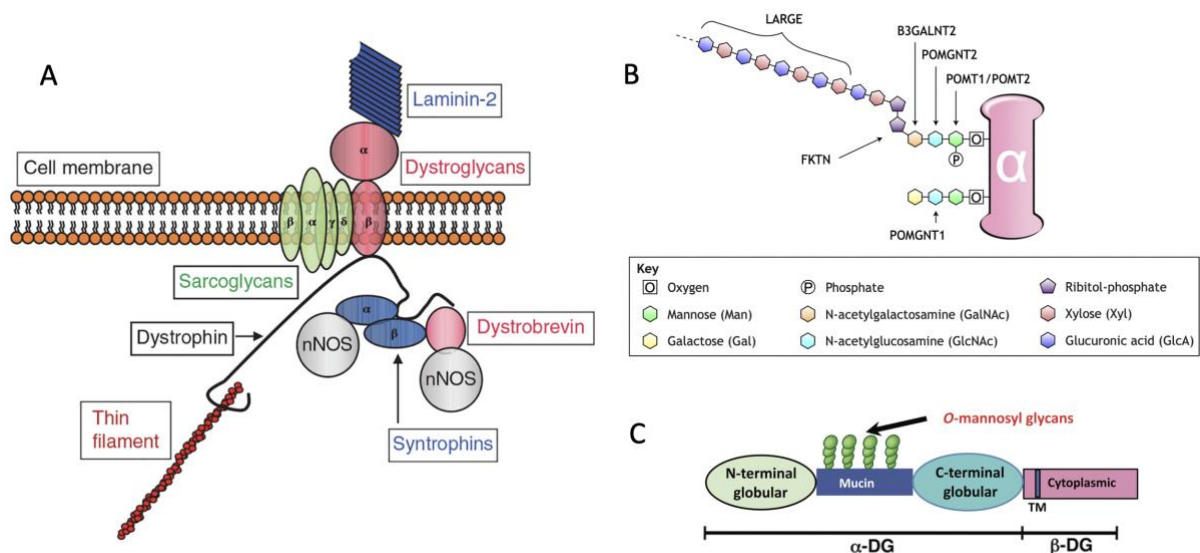 A
Laminin-2
α
Dystroglycans
Cell membrane
β
α
γ
δ
β
Sarcoglycans
Dystrophin
α
β
nNOS
Dystrobrevin
nNOS
Thin
filament
Syntrophins
B
LARGE
B3GALNT2
POMGNT2
POMT1/POMT2
FKTN
O
P
α
O
POMGNT1
Key
O Oxygen
P Phosphate
Ribitol-phosphate
Mannose (Man)
N-acetylgalactosamine (GalNAc)
Xylose (Xyl)
Galactose (Gal)
N-acetylglucosamine (GlcNAc)
Glucuronic acid (GlcA)
C
O-mannosyl glycans
N-terminal
globular
Mucin
C-terminal
globular
Cytoplasmic
TM
α-DG
β-DG